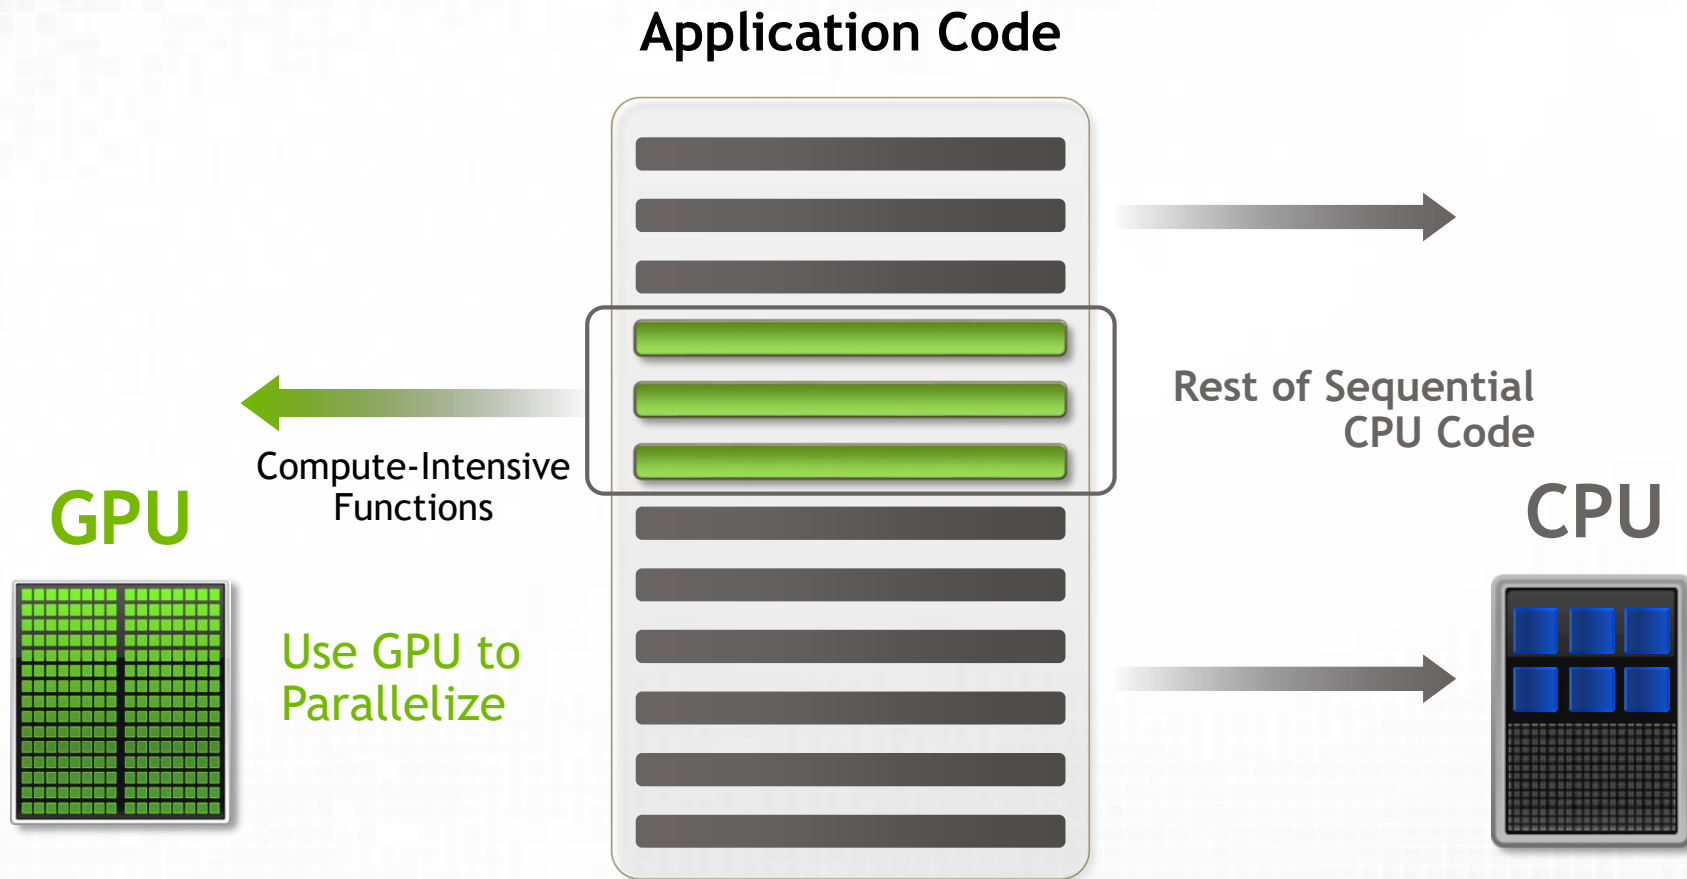 Application Code
Compute-Intensive
Functions
GPU
Use GPU to
Parallelize
Rest of Sequential
CPU Code
CPU